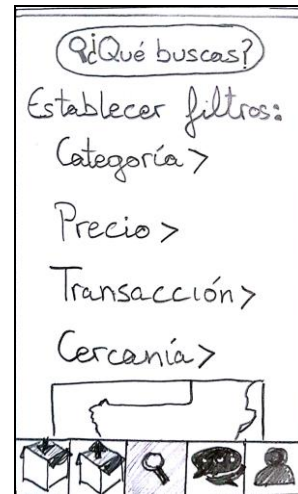 ¿Qué buscas?
Establecer filtros:
Categoría >
Precio >
Transacción >
Cercanía >